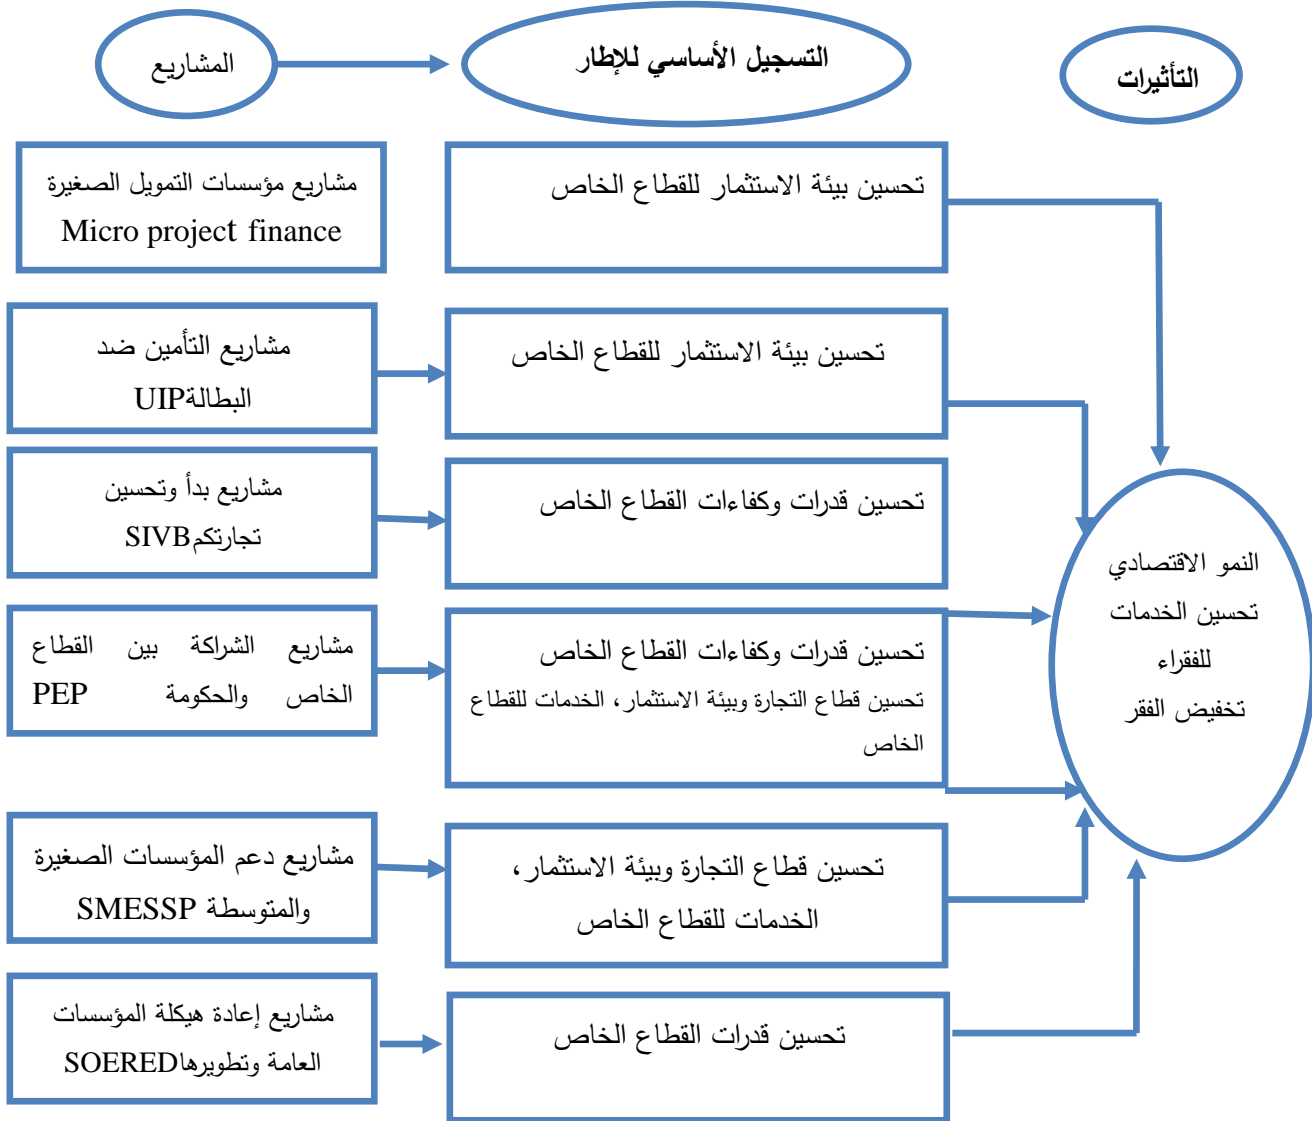 المشاريع
التسجيل الأساسي للإطار
التأثيرات
مشاريع مؤسسات التمويل الصغيرة
Micro project finance
تحسين بيئة الاستثمار للقطاع الخاص
مشاريع التأمين ضد
البطالةUIP
تحسين بيئة الاستثمار للقطاع الخاص
مشاريع بدأ وتحسين
تجارتكمSIVB
تحسين قدرات وكفاءات القطاع الخاص
مشاريع الشراكة بين القطاع
الخاص والحكومة PEP
تحسين قدرات وكفاءات القطاع الخاص
تحسين قطاع التجارة وبيئة الاستثمار، الخدمات للقطاع
الخاص
مشاريع دعم المؤسسات الصغيرة
والمتوسطة SMESSP
تحسين قطاع التجارة وبيئة الاستثمار،
الخدمات للقطاع الخاص
مشاريع إعادة هيكلة المؤسسات
العامة وتطويرهاSOERED
تحسين قدرات القطاع الخاص
النمو الاقتصادي
تحسين الخدمات
للفقراء
تخفيض الفقر